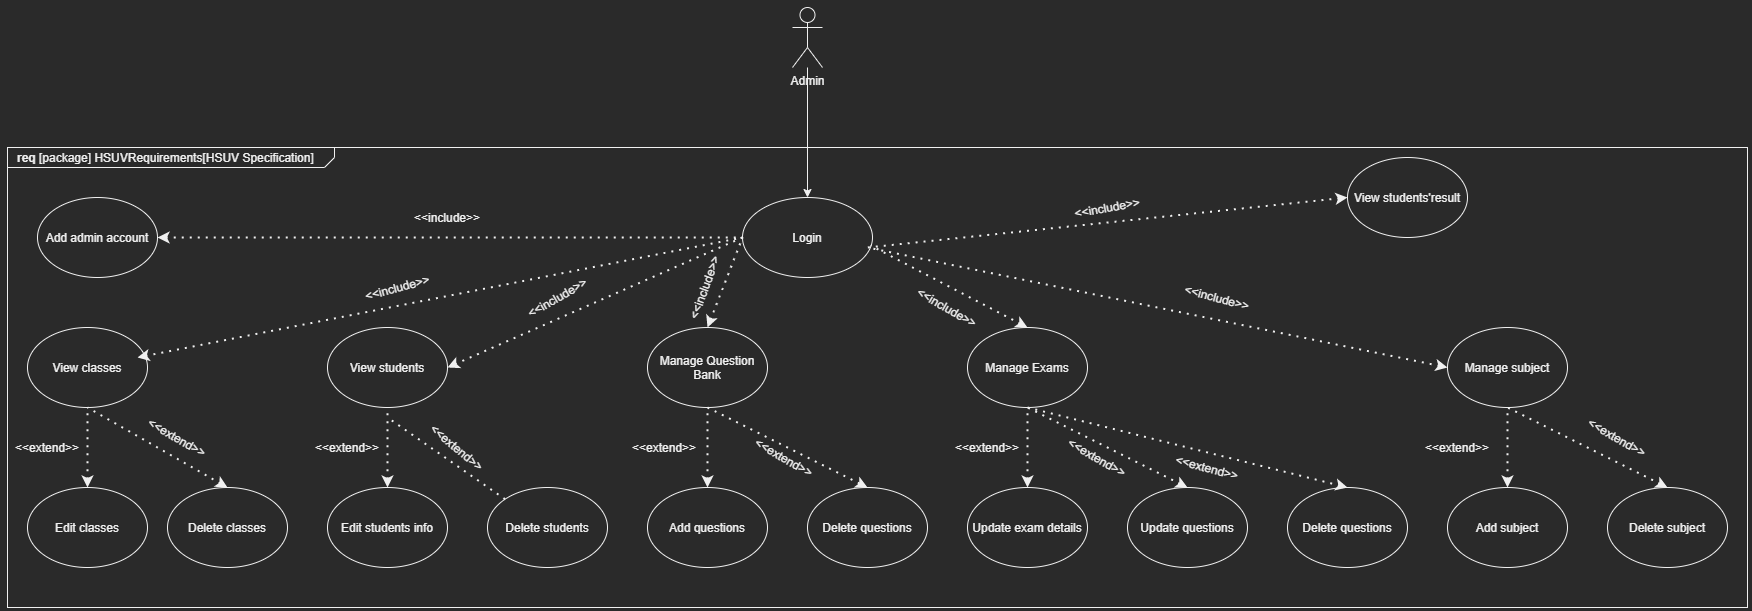 Admin
req [package] HSUVRequirements[HSUV Specification]
View students'result
<<include>>
<<include>>
Add admin account
Login
<<include>>
<<include>>
<<include>>
<<include>>
<<include>>
View classes
View students
Manage Question
Bank
Manage Exams
Manage subject
<<extend>>
<<extend>>
<<extend>>
<<extend>>
<<extend>>
<<extend>>
<<extend>>
<<extend>>
<<extend>>
<<extend>>
<<extend>>
Edit classes
Delete classes
Edit students info
Delete students
Add questions
Delete questions
Update exam details
Update questions
Delete questions
Add subject
Delete subject